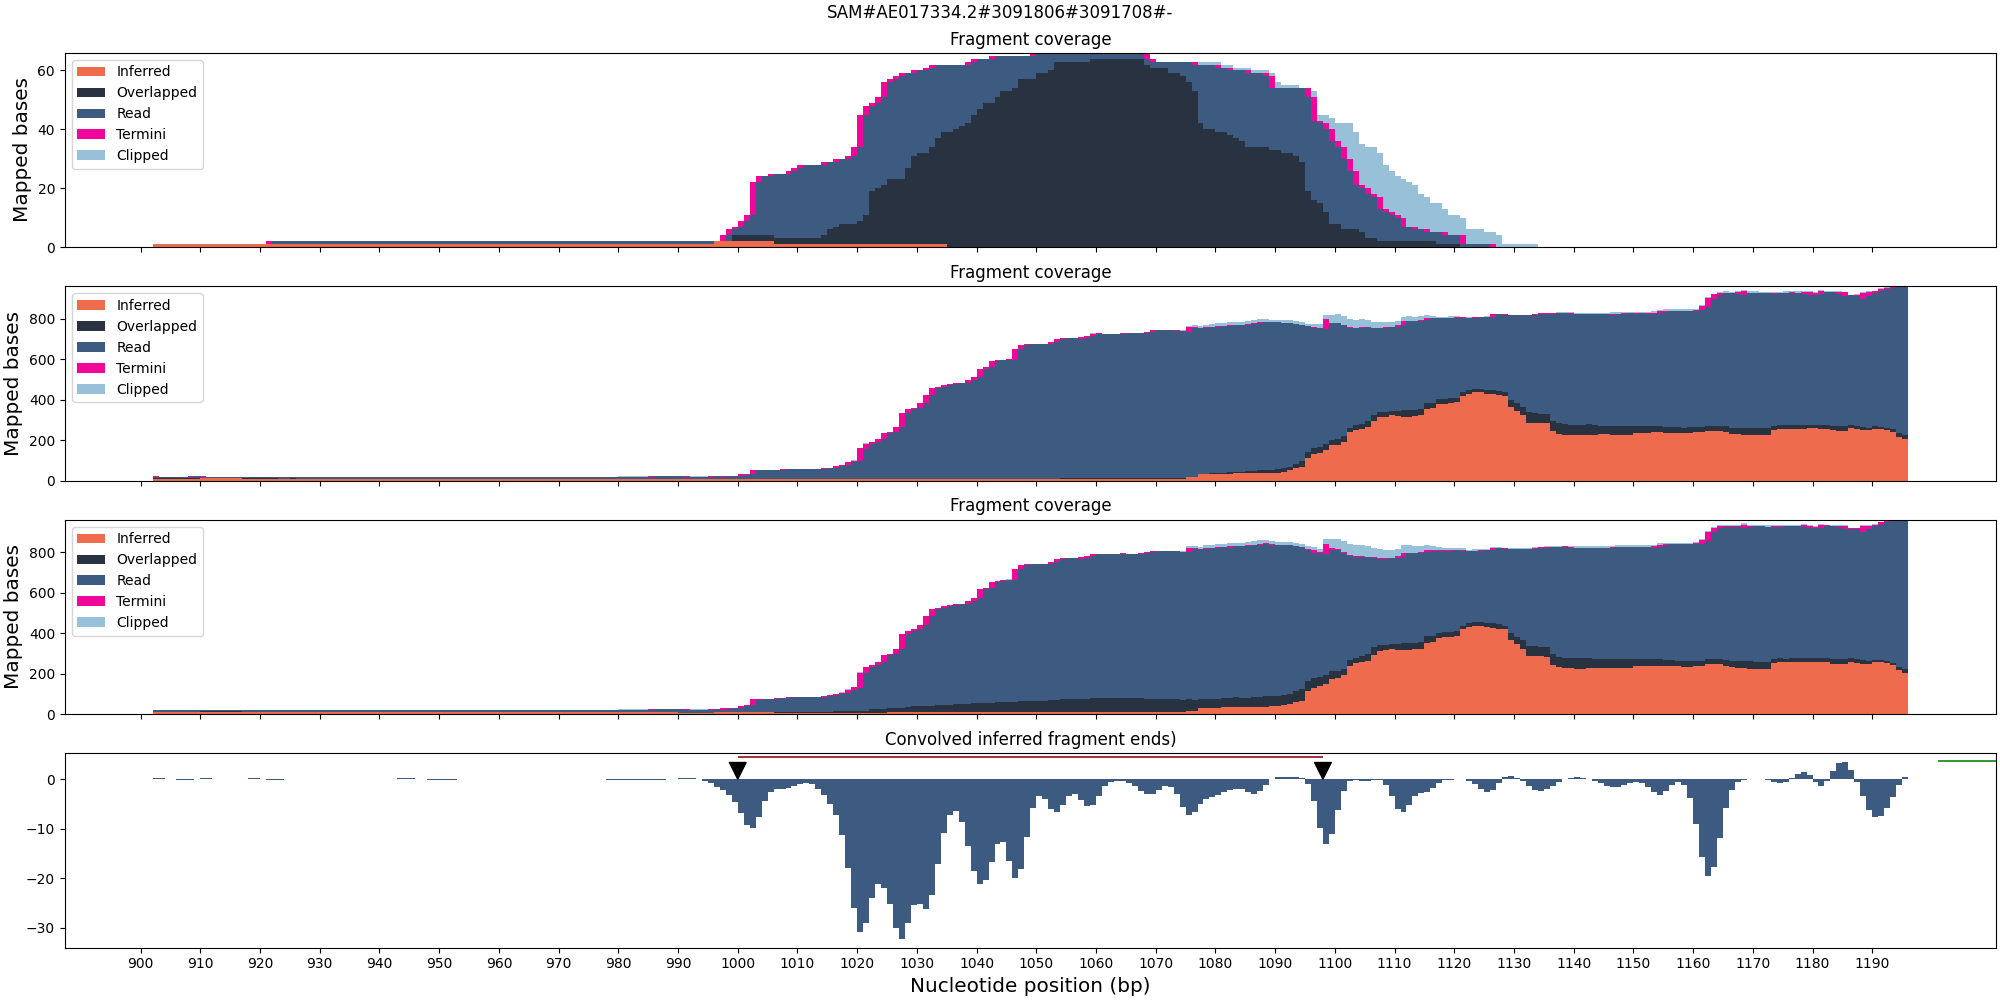 SAM#AE017334.2#3091806#3091708#-
Fragment coverage
Mapped bases
60
40
20
0
Inferred
Overlapped
Read
Termini
Clipped
Fragment coverage
Mapped bases
800
600
400
200
0
Inferred
Overlapped
Read
Termini
Clipped
Fragment coverage
Mapped bases
800
600
400
200
0
Inferred
Overlapped
Read
Termini
Clipped
Convolved inferred fragment ends)
0
−10
−20
−30
900 910 920 930 940 950 960 970 980 990 1000 1010 1020 1030 1040 1050 1060 1070 1080 1090 1100 1110 1120 1130 1140 1150 1160 1170 1180 1190
Nucleotide position (bp)